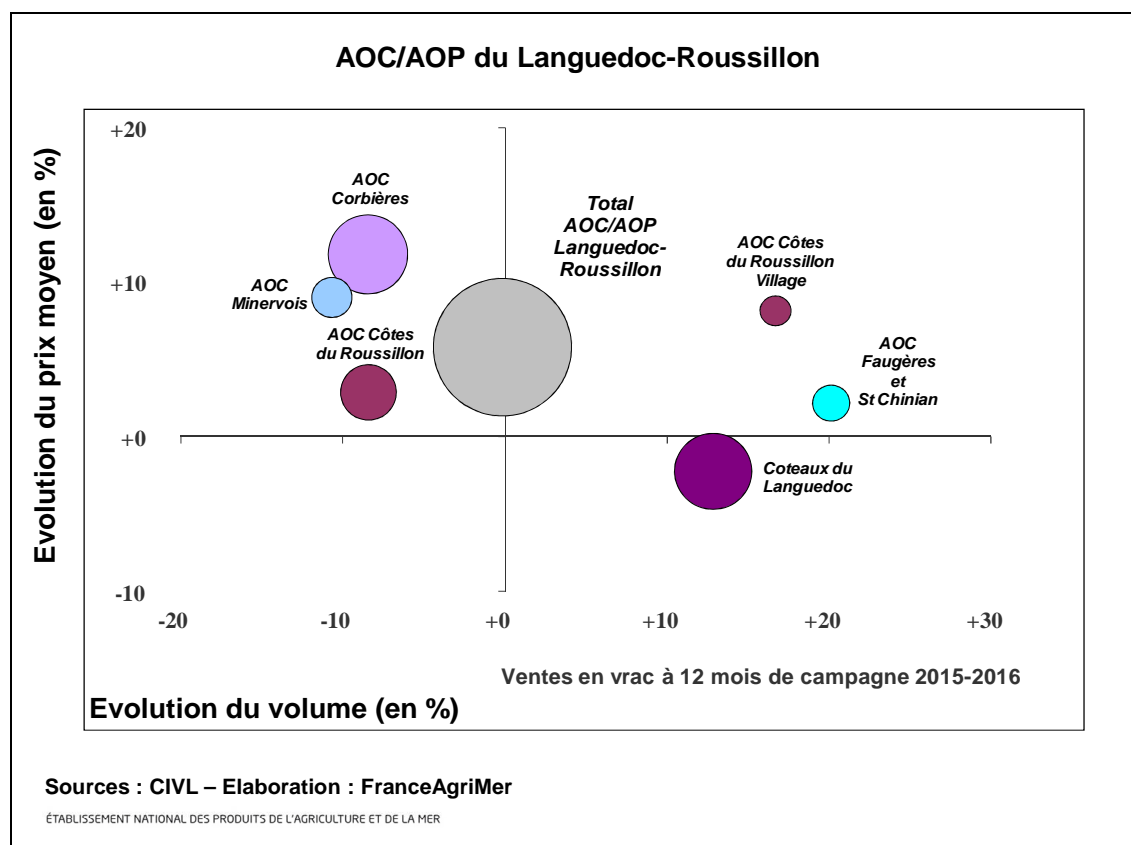 AOC/AOP du Languedoc-Roussillon
Evolution du prix moyen (en %)
+20
+10
+0
-10
AOC
Corbières
AOC
Minervois
AOC Côtes
du Roussillon
Total
AOC/AOP
Languedoc-
Roussillon
AOC Côtes
du Roussillon
Village
AOC
Faugères
et
St Chinian
Coteaux du
Languedoc
-20
-10
+0
+10
+20
+30
Ventes en vrac à 12 mois de campagne 2015-2016
Evolution du volume (en %)
Sources : CIVL – Elaboration : FranceAgriMer
ÉTABLISSEMENT NATIONAL DES PRODUITS DE L'AGRICULTURE ET DE LA MER